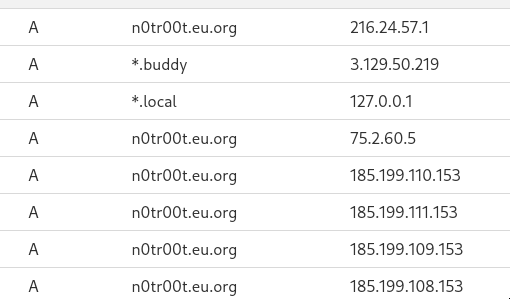 A n0tr00t.eu.org 216.24.57.1
A *.buddy 3.129.50.219
A *.local 127.0.0.1
A n0tr00t.eu.org 75.2.60.5
A n0tr00t.eu.org 185.199.110.153
A n0tr00t.eu.org 185.199.111.153
A n0tr00t.eu.org 185.199.109.153
A n0tr00t.eu.org 185.199.108.153